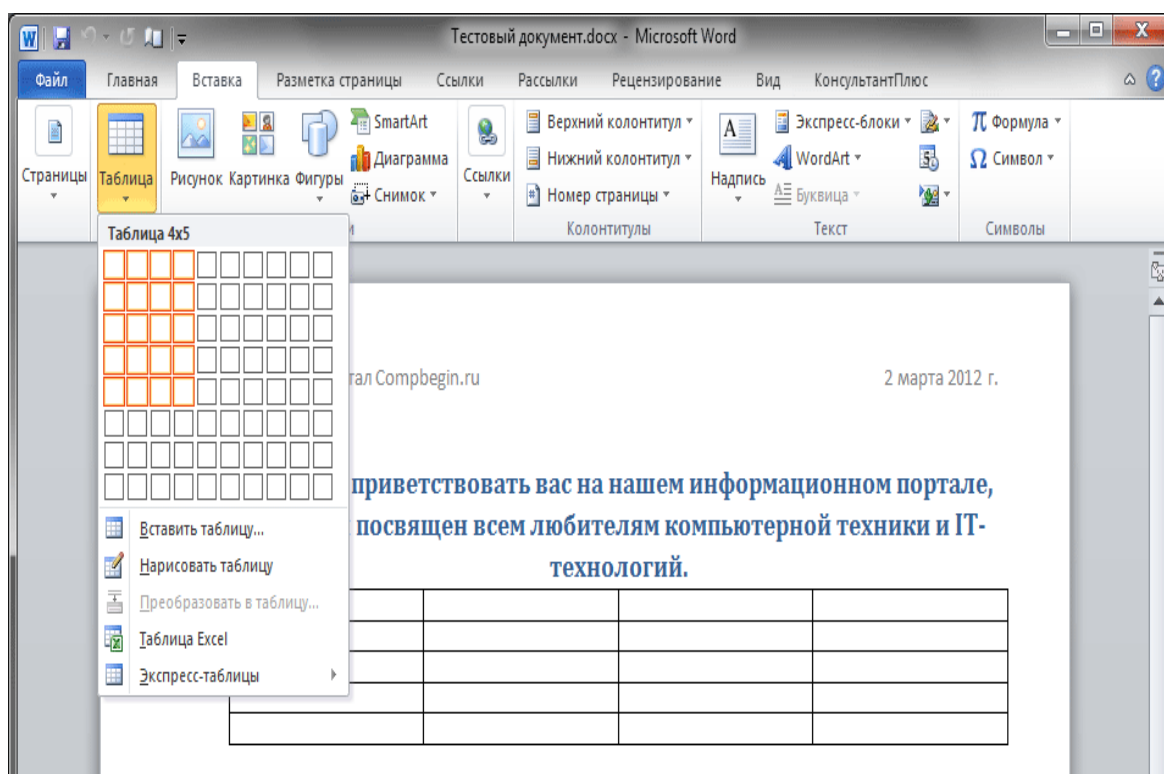 Тестовый документ.docx - Microsoft Word
Файл Главная Вставка Разметка страницы Ссылки Рассылки Рецензирование Вид КонсультантПлюс
Страницы
Таблица
Рисунок Картинка Фигуры
SmartArt
Диаграмма
Снимок
Ссылки
Верхний колонтитул
Нижний колонтитул
Номер страницы
Колонтитулы
Надпись
Экспресс-блоки
WordArt
Буквица
Текст
π Формула
Ω Символ
Символы
Таблица 4x5
Вставить таблицу...
Нарисовать таблицу
Преобразовать в таблицу...
Таблица Excel
Экспресс-таблицы
Compbegin.ru 2 марта 2012 г.
приветствовать вас на нашем информационном портале,
посвящен всем любителям компьютерной техники и IT-
технологий.